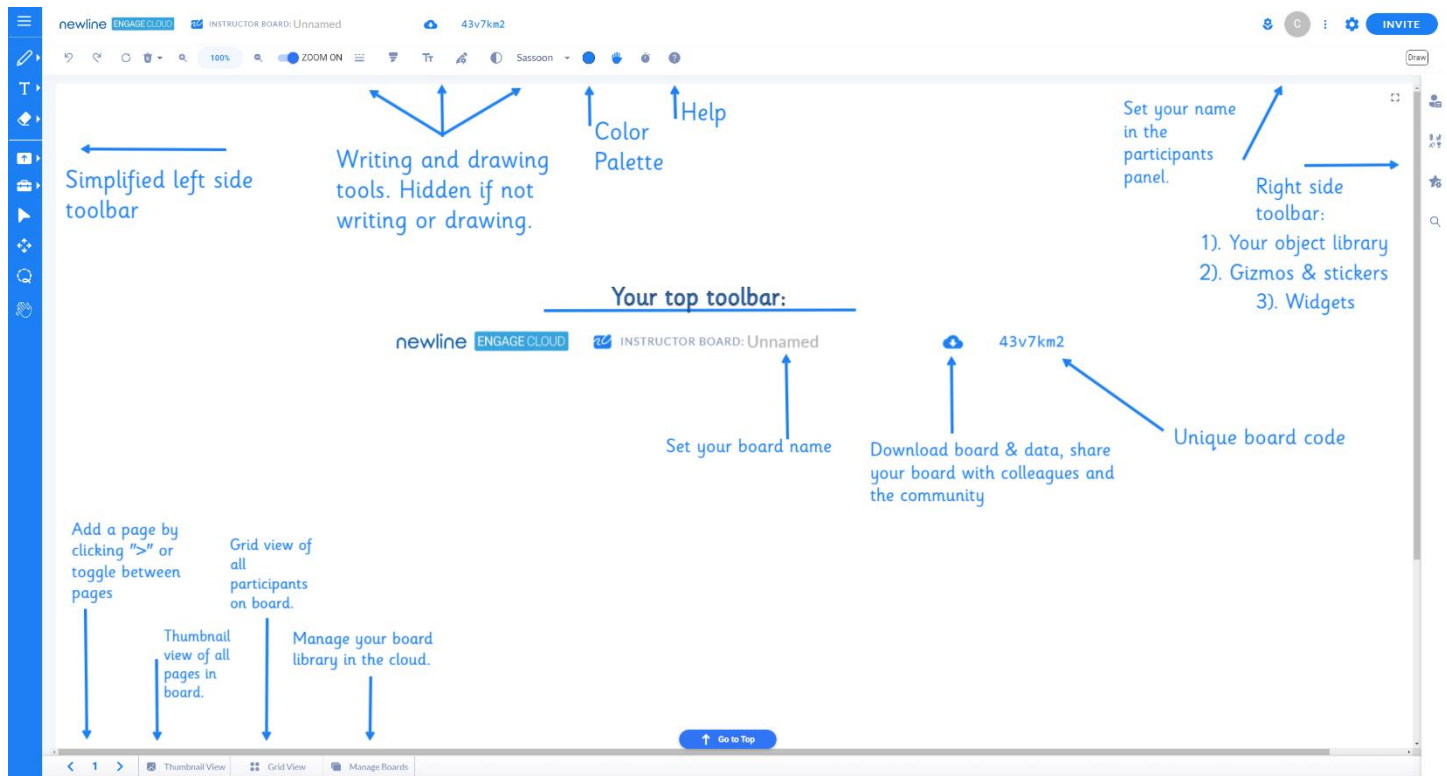 newline ENGAGE CLOUD INSTRUCTOR BOARD: Unnamed 43v7km2 C INVITE
100% ZOOM ON Tт Sassoon Draw
T
Simplified left side
toolbar
Writing and drawing
tools. Hidden if not
writing or drawing.
Color
Palette
Help
Set your name
in the
participants
panel.
Right side
toolbar:
1). Your object library
2). Gizmos & stickers
3). Widgets
Your top toolbar:
newline ENGAGE CLOUD INSTRUCTOR BOARD: Unnamed 43v7km2
Set your board name
Download board & data, share
your board with colleagues and
the community
Unique board code
Add a page by
clicking ">" or
toggle between
pages
Thumbnail
view of all
pages in
board.
Grid view of
all
participants
on board.
Manage your board
library in the cloud.
Go to Top
1 Thumbnail View Grid View Manage Boards